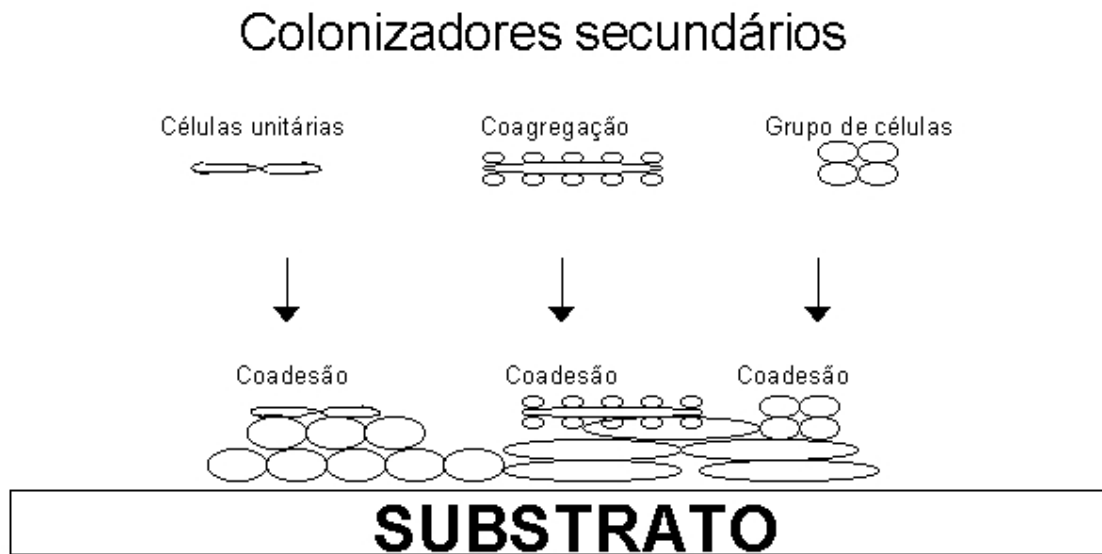 Colonizadores secundários
Células unitárias
Coagregação
Grupo de células
Coadesão
Coadesão
Coadesão
SUBSTRATO